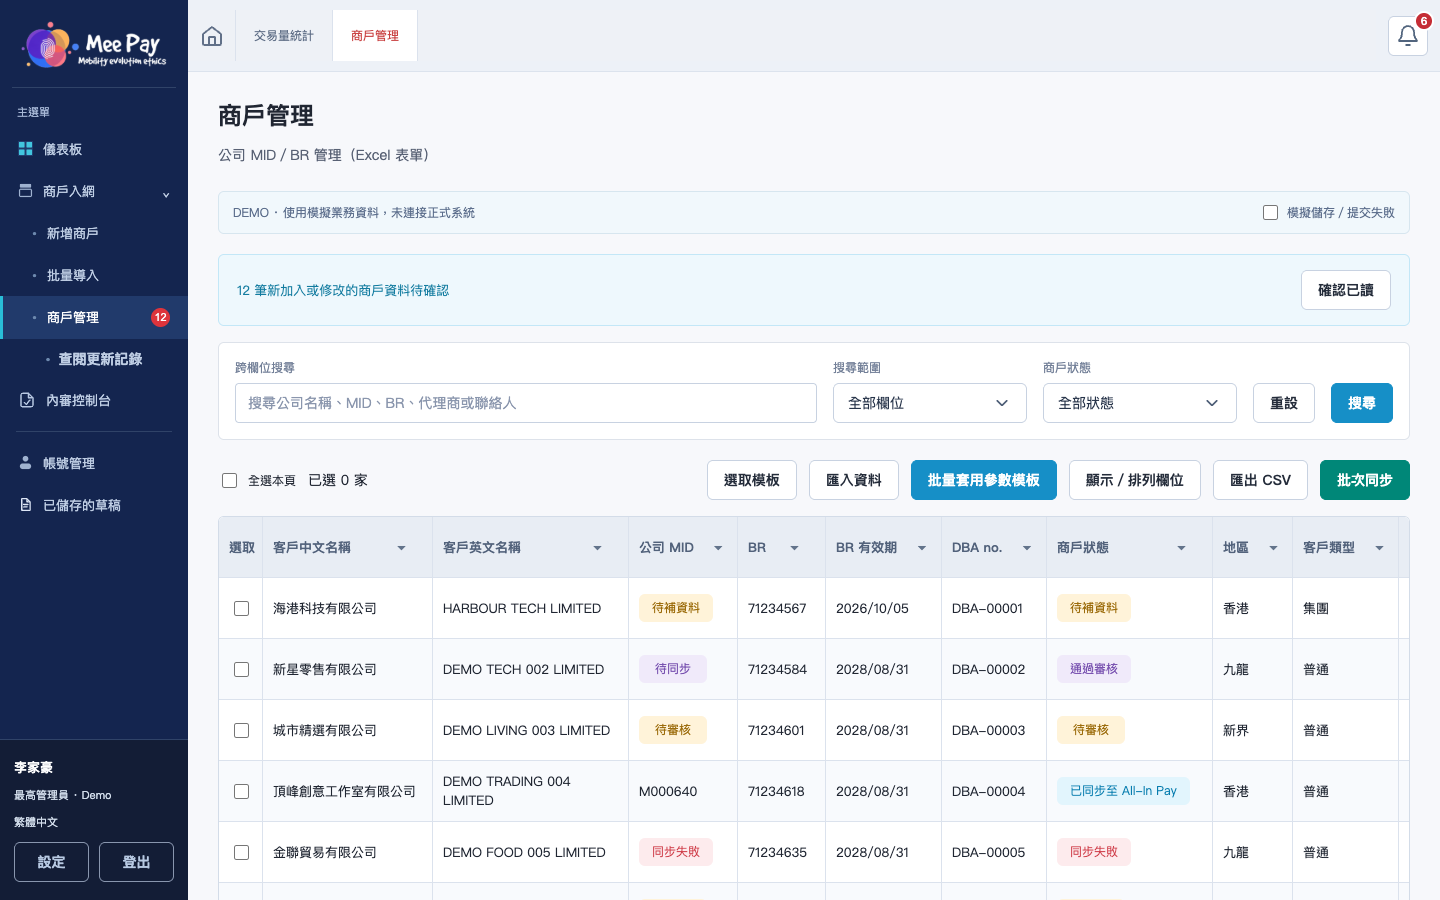 Mee Pay
Mobility evolution ethics
主選單
儀表板
商戶入網
新增商戶
批量導入
商戶管理 12
查閱更新記錄
內審控制台
帳號管理
已儲存的草稿
李家豪
最高管理員・Demo
繁體中文
設定 登出
交易量統計 商戶管理 6
商戶管理
公司 MID / BR 管理（Excel 表單）
DEMO・使用模擬業務資料，未連接正式系統 模擬儲存 / 提交失敗
12 筆新加入或修改的商戶資料待確認 確認已讀
跨欄位搜尋 搜尋範圍 商戶狀態
搜尋公司名稱、MID、BR、代理商或聯絡人 全部欄位 全部狀態 重設 搜尋
全選本頁 已選 0 家 選取模板 匯入資料 批量套用參數模板 顯示 / 排列欄位 匯出 CSV 批次同步
選取 客戶中文名稱 客戶英文名稱 公司 MID BR BR 有效期 DBA no. 商戶狀態 地區 客戶類型
海港科技有限公司 HARBOUR TECH LIMITED 待補資料 71234567 2026/10/05 DBA-00001 待補資料 香港 集團
新星零售有限公司 DEMO TECH 002 LIMITED 待同步 71234584 2028/08/31 DBA-00002 通過審核 九龍 普通
城市精選有限公司 DEMO LIVING 003 LIMITED 待審核 71234601 2028/08/31 DBA-00003 待審核 新界 普通
頂峰創意工作室有限公司 DEMO TRADING 004 LIMITED M000640 71234618 2028/08/31 DBA-00004 已同步至 All-In Pay 香港 普通
金聯貿易有限公司 DEMO FOOD 005 LIMITED 同步失敗 71234635 2028/08/31 DBA-00005 同步失敗 九龍 普通